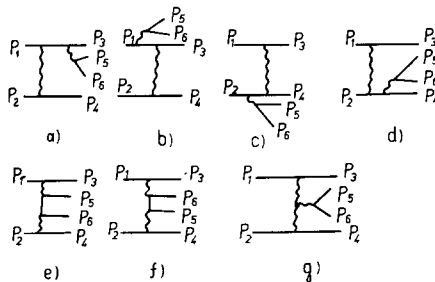 P1 P3 P5 P6 P2 P4 a)
P5 P6 P1 P3 P2 P4 b)
P1 P3 P2 P4 P5 P6 c)
P1 P3 P5 P6 P2 P4 d)
P1 P3 P5 P6 P2 P4 e)
P1 P3 P6 P5 P2 P4 f)
P1 P3 P5 P6 P2 P4 g)